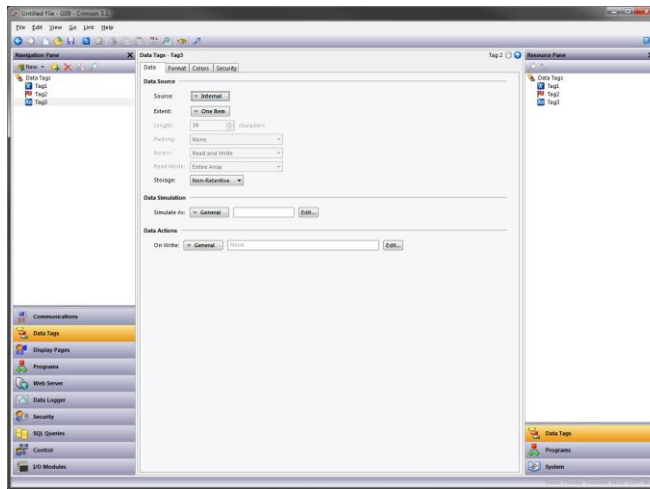 Untitled File - G09 - Crimson 3.1
File Edit View Go Link Help
Navigation Pane
New
Data Tags
Tag1
Tag2
Tag3
Communications
Data Tags
Display Pages
Programs
Web Server
Data Logger
Security
SQL Queries
Control
I/O Modules
Data Tags - Tag3
Tag 2
Data Format Colors Security
Data Source
Source: Internal
Extent: One Item
Length: characters
Packing: None
Access: Read and Write
Read Mode: Entire Array
Storage: Non-Retentive
Data Simulation
Simulate As: General Edit...
Data Actions
On Write: General None Edit...
Resource Pane
Data Tags
Tag1
Tag2
Tag3
Data Tags
Programs
System